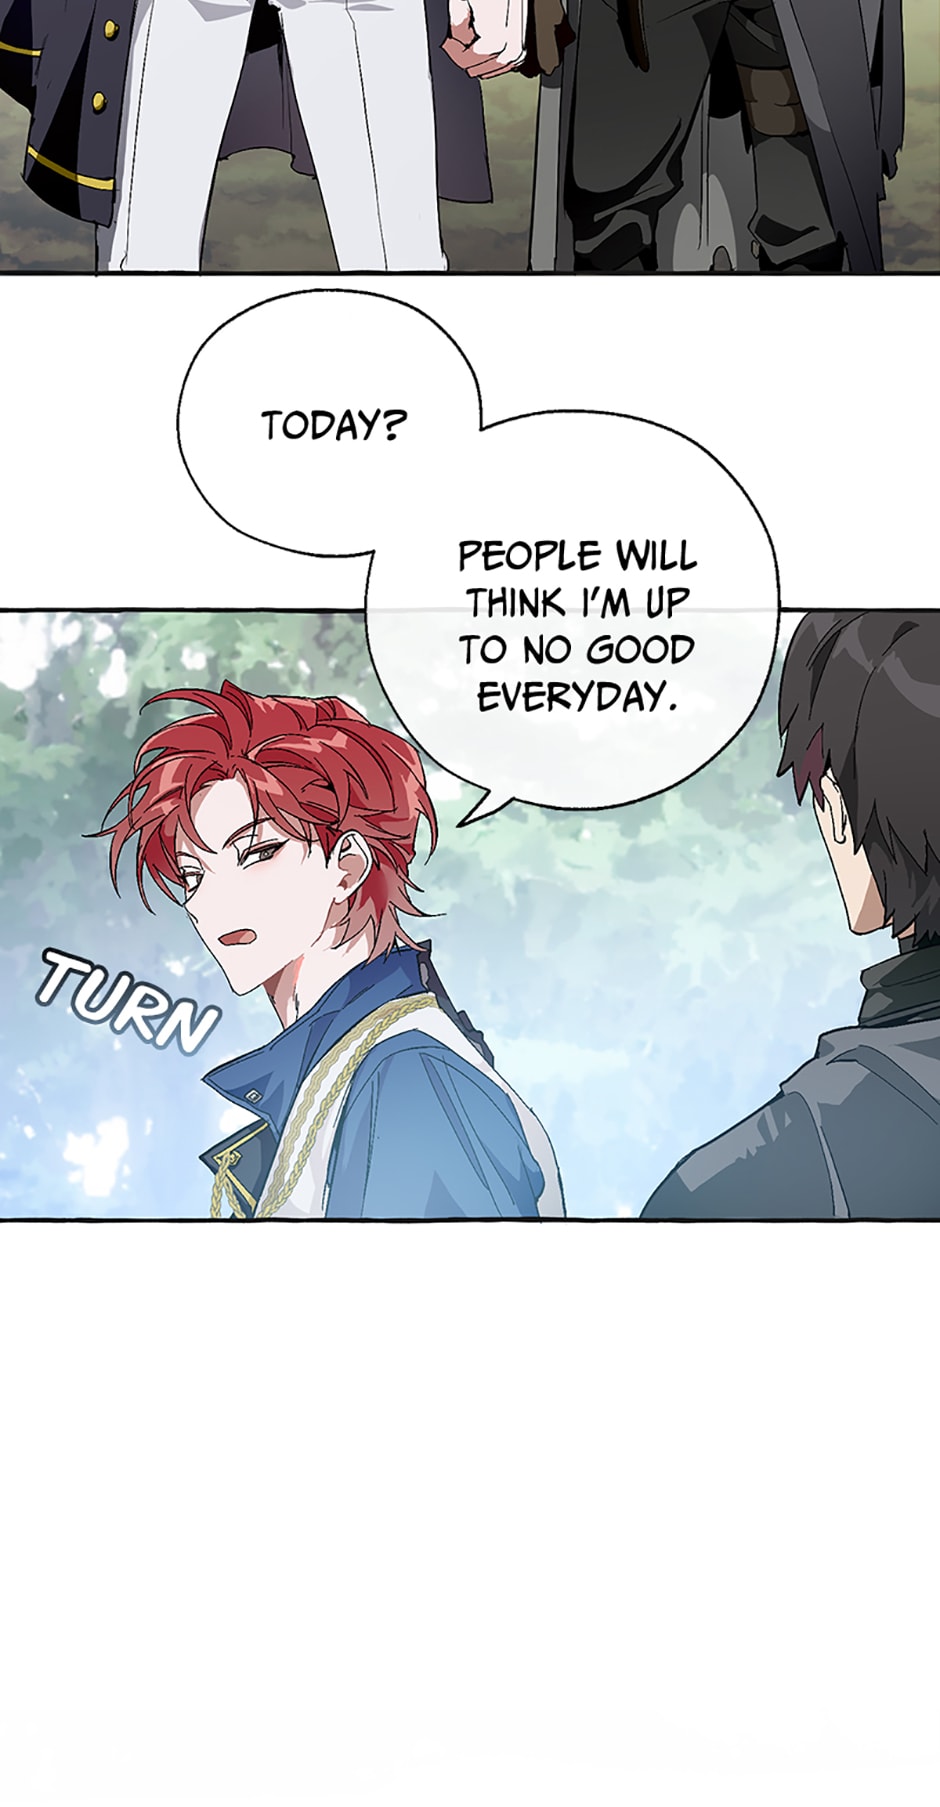 TODAY?
PEOPLE WILL
THINK I'M UP
TO NO GOOD
EVERYDAY.
TURN